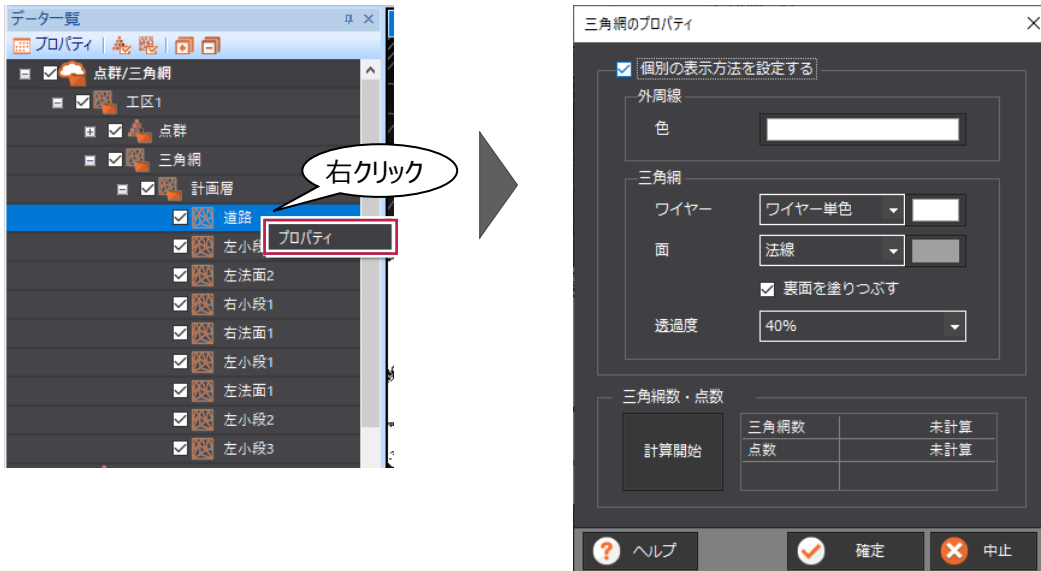 データ一覧
プロパティ
点群/三角網
工区1
点群
三角網
計画層
道路
左小段
左法面2
右小段1
右法面1
左小段1
左法面1
左小段2
左小段3
右クリック
プロパティ
三角網のプロパティ
個別の表示方法を設定する
外周線
色
三角網
ワイヤー ワイヤー単色
面 法線
裏面を塗りつぶす
透過度 40%
三角網数・点数
計算開始
三角網数 未計算
点数 未計算
ヘルプ 確定 中止